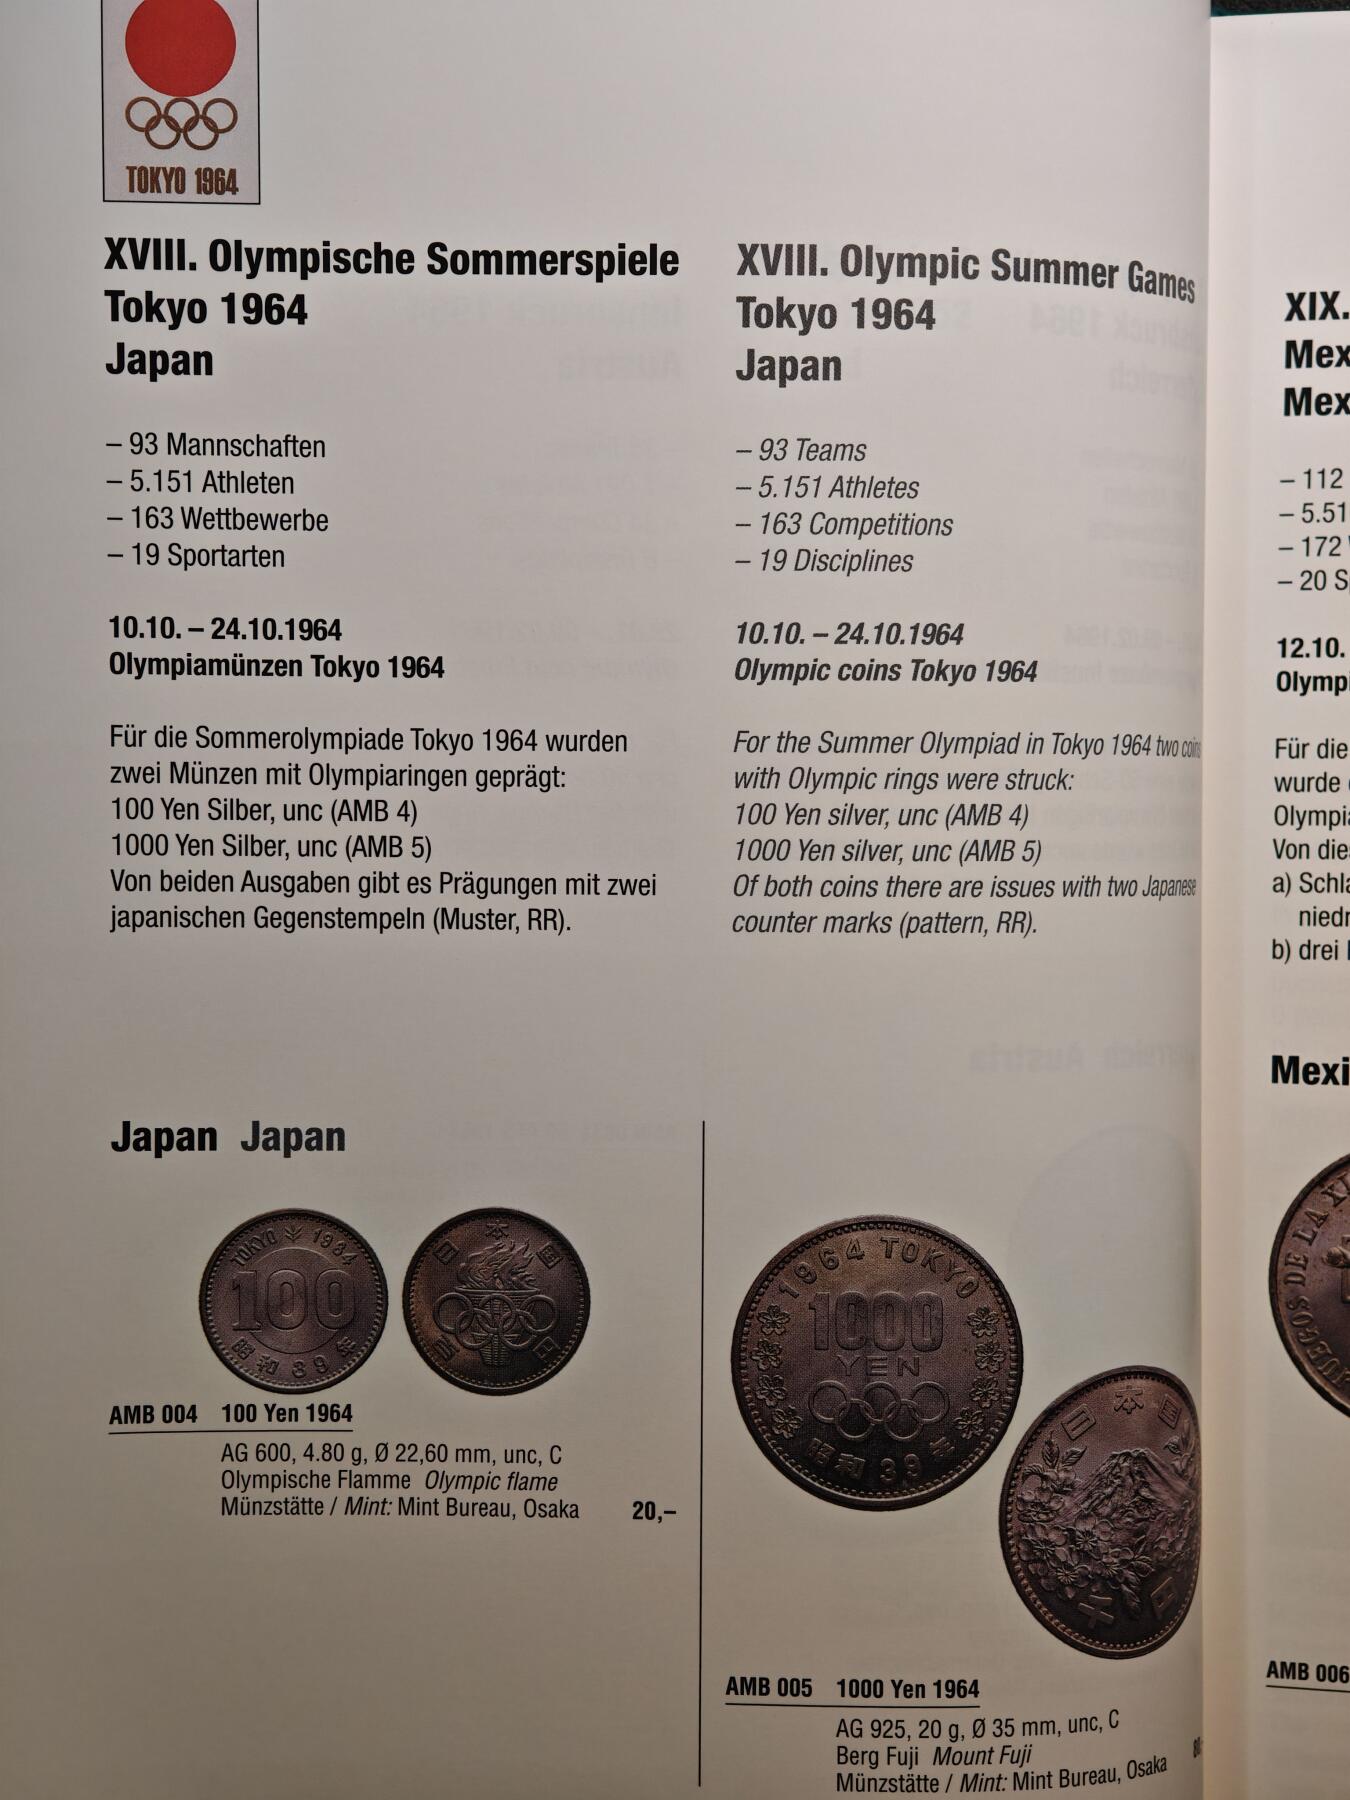 TOKYO 1964
XVIII. Olympische Sommerspiele
Tokyo 1964
Japan
– 93 Mannschaften
– 5.151 Athleten
– 163 Wettbewerbe
– 19 Sportarten
10.10. – 24.10.1964
Olympiamünzen Tokyo 1964
Für die Sommerolympiade Tokyo 1964 wurden
zwei Münzen mit Olympiaringen geprägt:
100 Yen Silber, unc (AMB 4)
1000 Yen Silber, unc (AMB 5)
Von beiden Ausgaben gibt es Prägungen mit zwei
japanischen Gegenstempeln (Muster, RR).
XVIII. Olympic Summer Games
Tokyo 1964
Japan
– 93 Teams
– 5.151 Athletes
– 163 Competitions
– 19 Disciplines
10.10. – 24.10.1964
Olympic coins Tokyo 1964
For the Summer Olympiad in Tokyo 1964 two coins
with Olympic rings were struck:
100 Yen silver, unc (AMB 4)
1000 Yen silver, unc (AMB 5)
Of both coins there are issues with two Japanese
counter marks (pattern, RR).
Japan Japan
TOKYO 1964
100
昭和39年
日本国
百円
AMB 004 100 Yen 1964
AG 600, 4.80 g, Ø 22,60 mm, unc, C
Olympische Flamme Olympic flame
Münzstätte / Mint: Mint Bureau, Osaka 20,–
1964 TOKYO
1000
YEN
昭和39年
日本国
千円
AMB 005 1000 Yen 1964
AG 925, 20 g, Ø 35 mm, unc, C
Berg Fuji Mount Fuji
Münzstätte / Mint: Mint Bureau, Osaka
XIX.
Mex
Mex
– 112
– 5.51
– 172
– 20
12.10.
Olympi
Für die
wurde
Olympia
Von dies
a) Schla
niedr
b) drei
Mexi
JUEGOS DE LA XI
AMB 006